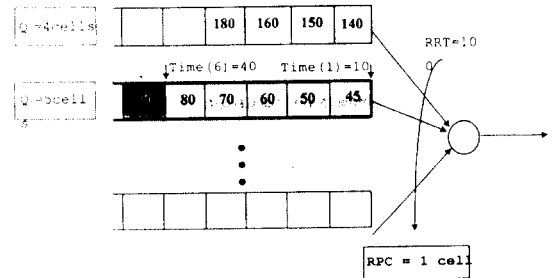 Q =4cells
180 160 150 140
RRT=10
0
Time(6)=40 Time(1)=10
Q =5cell
s
80 70 60 50 45
RPC = 1 cell